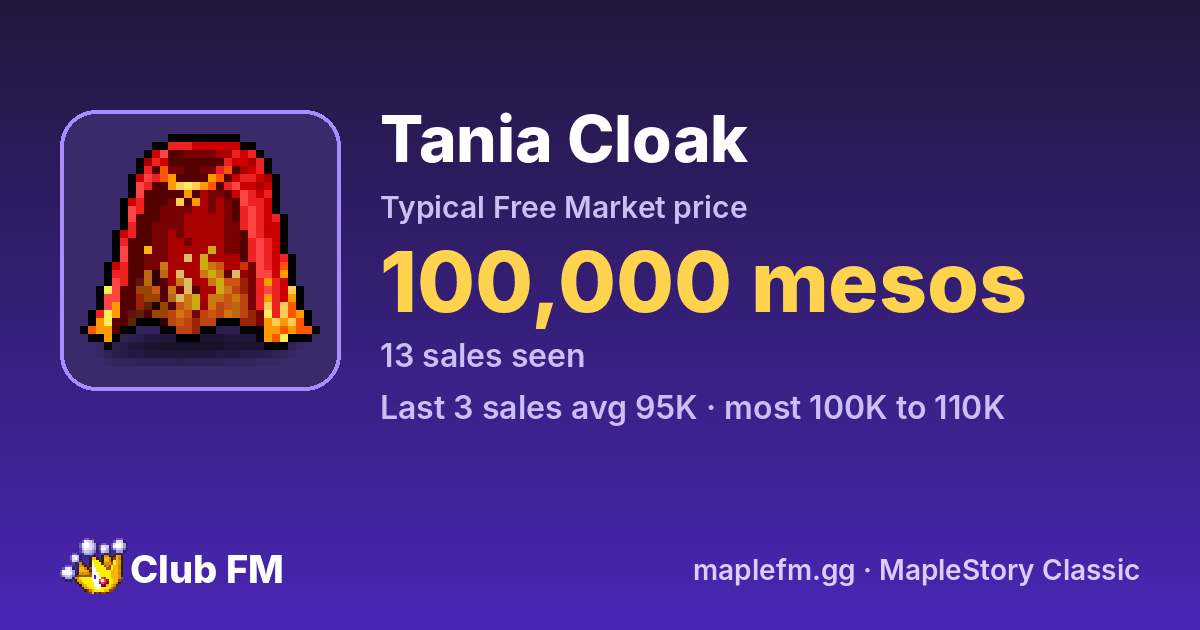 Tania Cloak
Typical Free Market price
100,000 mesos
13 sales seen
Last 3 sales avg 95K · most 100K to 110K
Club FM
maplefm.gg · MapleStory Classic